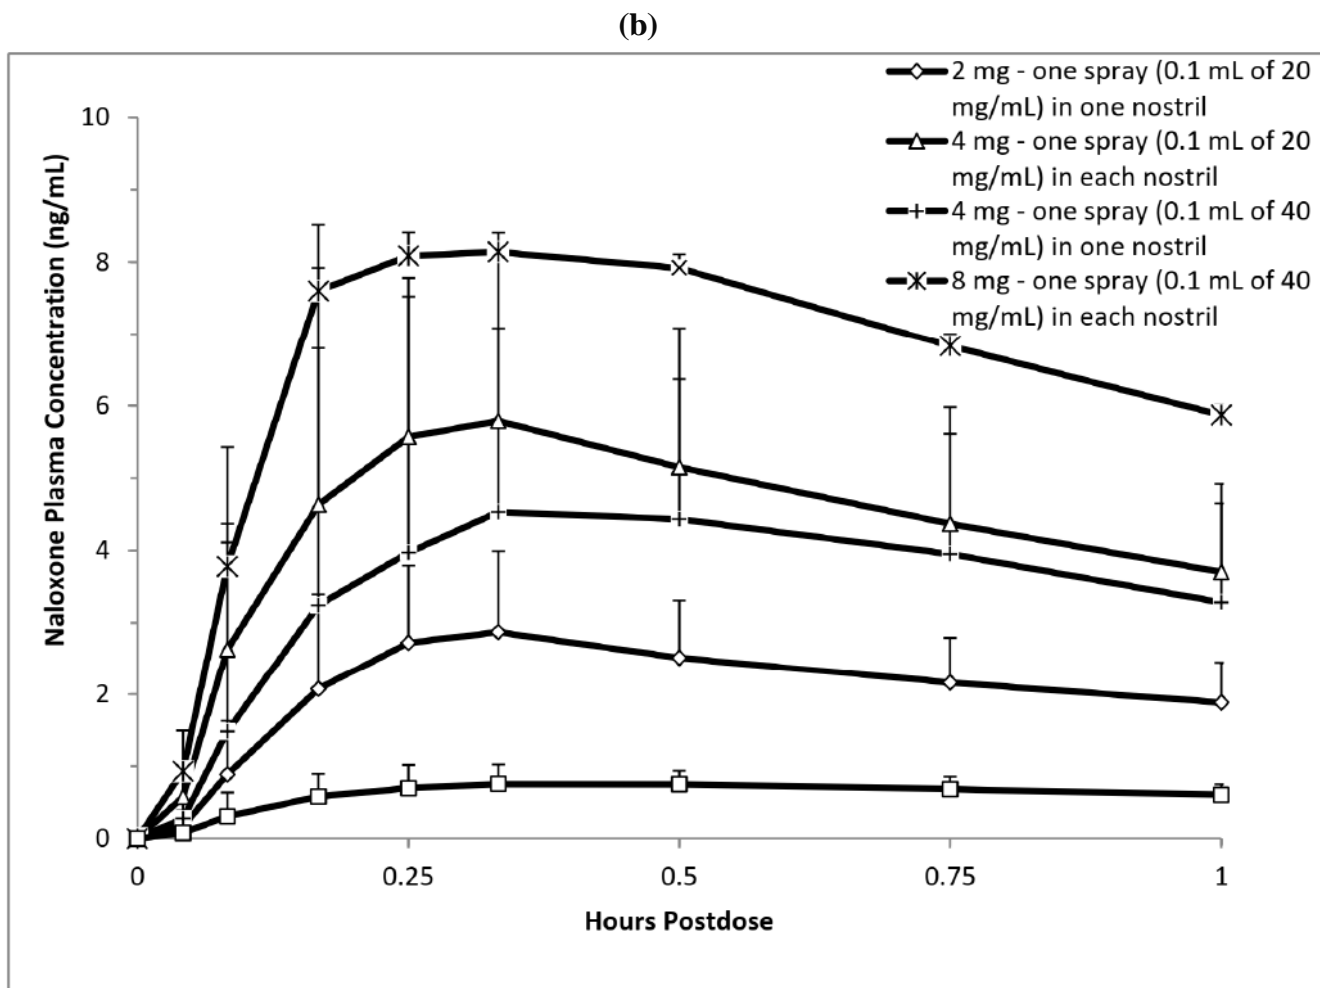 (b)
2 mg - one spray (0.1 mL of 20
mg/mL) in one nostril
4 mg - one spray (0.1 mL of 20
mg/mL) in each nostril
4 mg - one spray (0.1 mL of 40
mg/mL) in one nostril
8 mg - one spray (0.1 mL of 40
mg/mL) in each nostril
Naloxone Plasma Concentration (ng/mL)
10
8
6
4
2
0
0 0.25 0.5 0.75 1
Hours Postdose